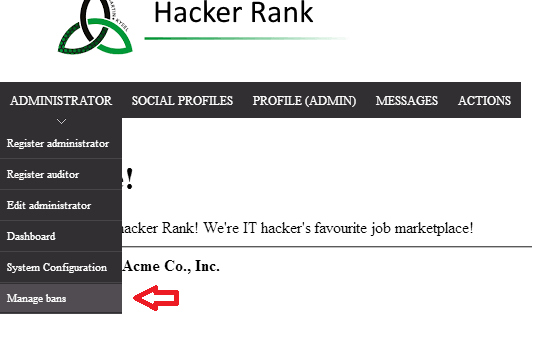 Hacker Rank
ADMINISTRATOR SOCIAL PROFILES PROFILE (ADMIN) MESSAGES ACTIONS
Register administrator
Register auditor
!
Edit administrator
acker Rank! We're IT hacker's favourite job marketplace!
Dashboard
System Configuration
Acme Co., Inc.
Manage bans